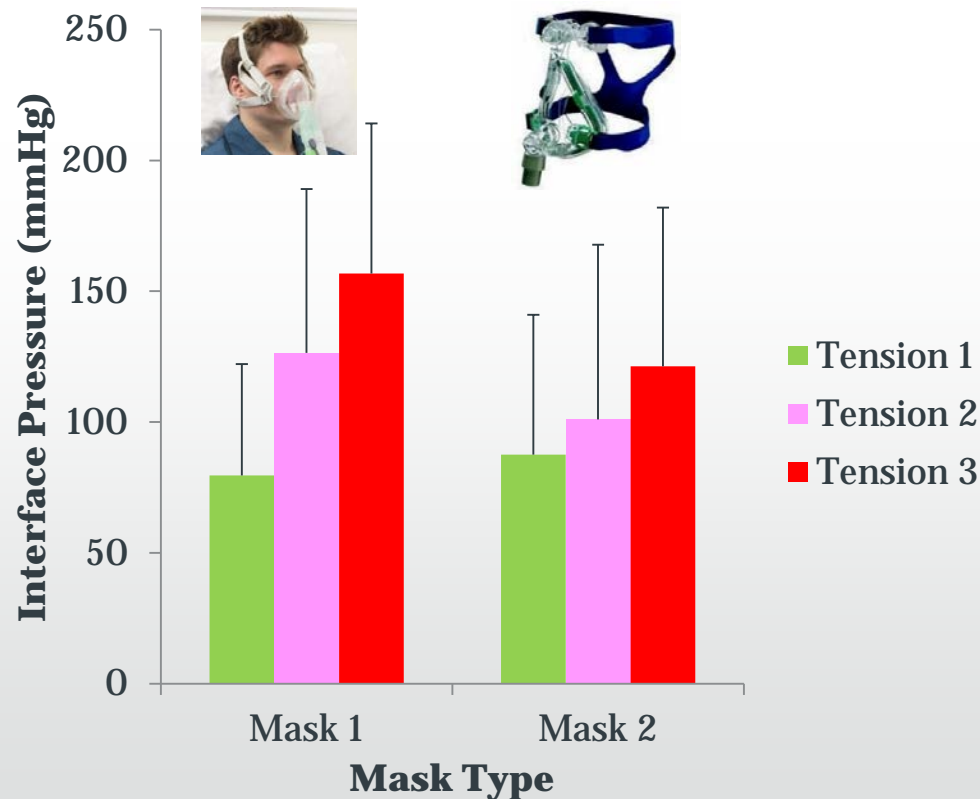 Interface Pressure (mmHg)
250
200
150
100
50
0
Mask 1
Mask 2
Mask Type
Tension 1
Tension 2
Tension 3